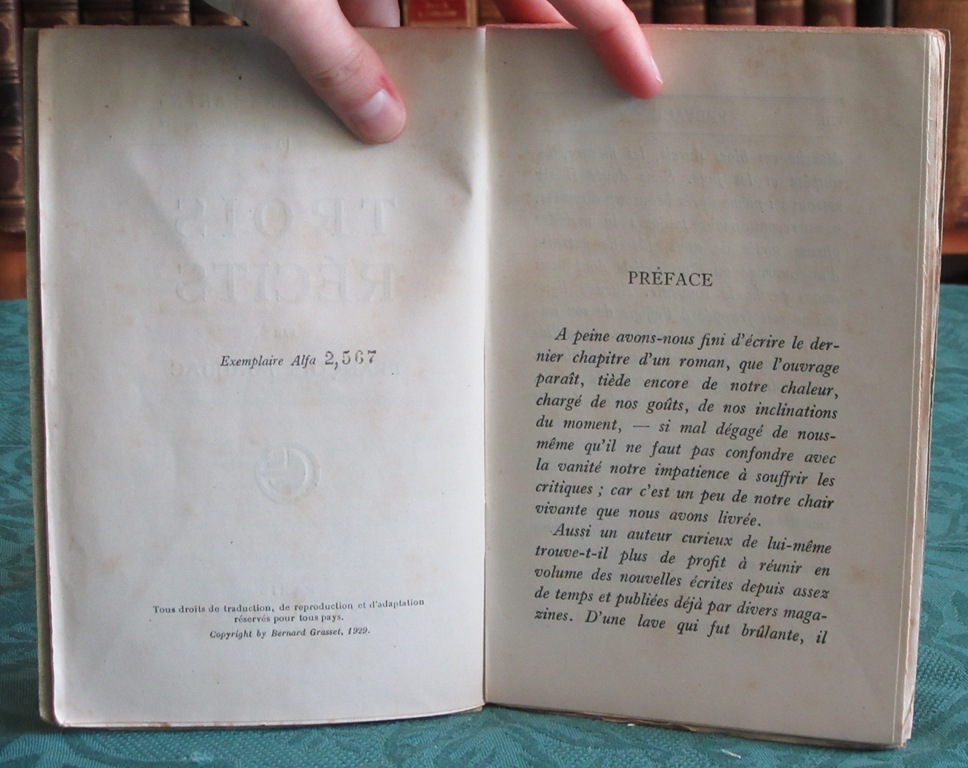 TROIS
RÉCITS
Exemplaire Alfa 2,567
Tous droits de traduction, de reproduction et d'adaptation
réservés pour tous pays.
Copyright by Bernard Grasset, 1929.
PRÉFACE
A peine avons-nous fini d'écrire le der-
nier chapitre d'un roman, que l'ouvrage
paraît, tiède encore de notre chaleur,
chargé de nos goûts, de nos inclinations
du moment, — si mal dégagé de nous-
même qu'il ne faut pas confondre avec
la vanité notre impatience à souffrir les
critiques ; car c'est un peu de notre chair
vivante que nous avons livrée.
Aussi un auteur curieux de lui-même
trouve-t-il plus de profit à réunir en
volume des nouvelles écrites depuis assez
de temps et publiées déjà par divers maga-
zines. D'une lave qui fut brûlante, il